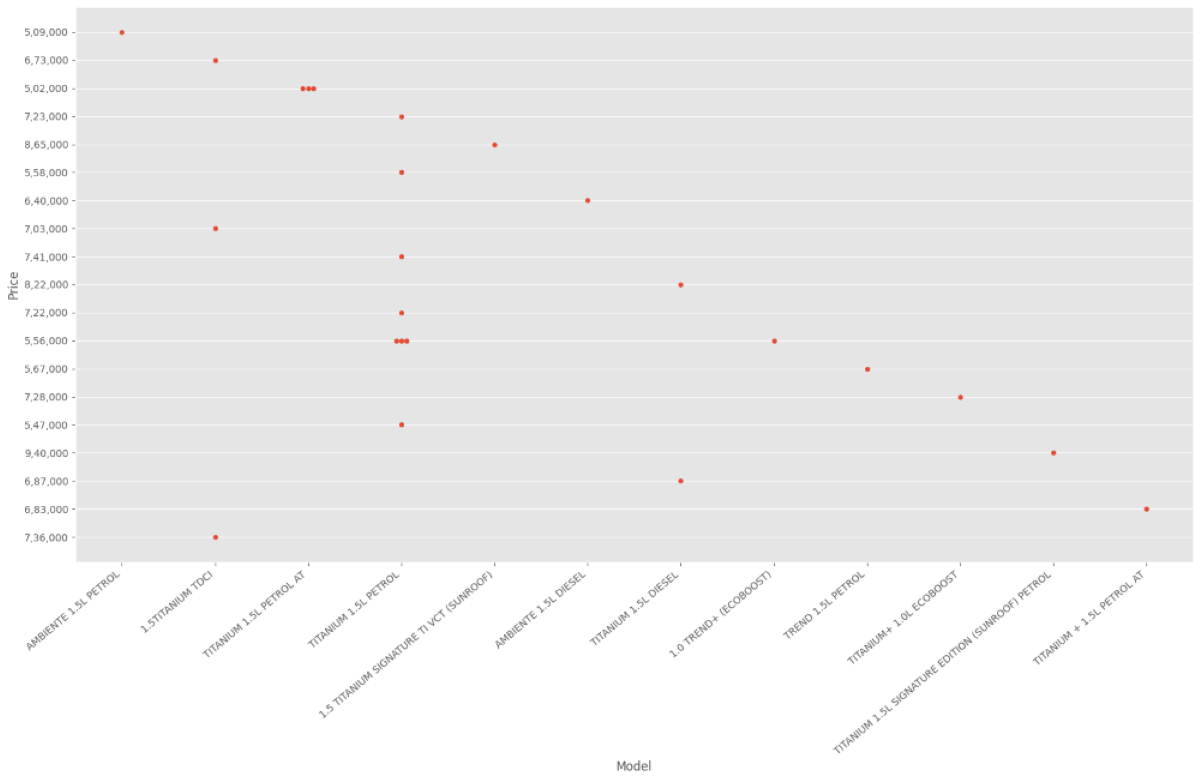 5,09,000
6,73,000
5,02,000
7,23,000
8,65,000
5,58,000
6,40,000
7,03,000
7,41,000
8,22,000
7,22,000
5,56,000
5,67,000
7,28,000
5,47,000
9,40,000
6,87,000
6,83,000
7,36,000
Price
AMBIENTE 1.5L PETROL
1.5TITANIUM TDCI
TITANIUM 1.5L PETROL AT
TITANIUM 1.5L PETROL
1.5 TITANIUM SIGNATURE TI VCT (SUNROOF)
AMBIENTE 1.5L DIESEL
TITANIUM 1.5L DIESEL
1.0 TREND+ (ECOBOOST)
TREND 1.5L PETROL
TITANIUM+ 1.0L ECOBOOST
TITANIUM 1.5L SIGNATURE EDITION (SUNROOF) PETROL
TITANIUM + 1.5L PETROL AT
Model